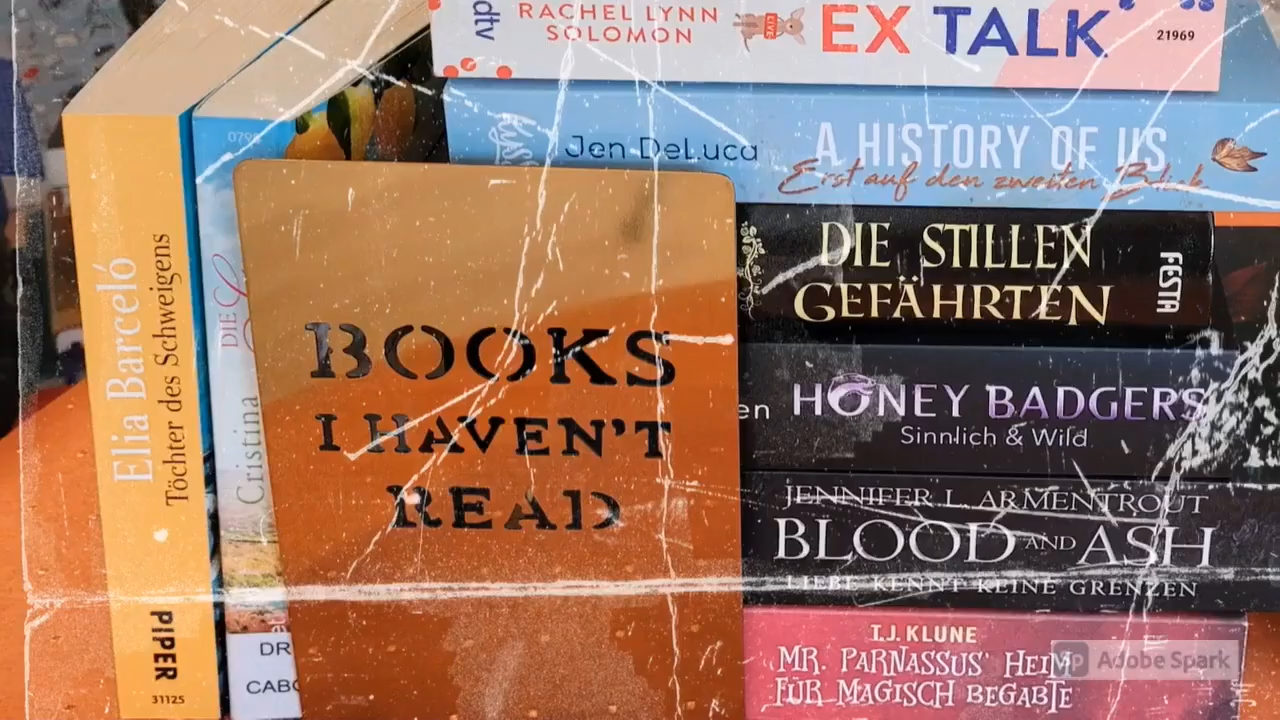 RACHEL LYNN
SOLOMON
LIVE
EX TALK
21969
dtv
Jen DeLuca
A HISTORY OF US
Erst auf den zweiten Blick
DIE STILLEN
GEFÄHRTEN
FESTA
HONEY BADGERS
Sinnlich & Wild
JENNIFER L. ARMENTROUT
BLOOD AND ASH
LIEBE KENNT KEINE GRENZEN
T.J. KLUNE
MR. PARNASSUS' HEIM
FÜR MAGISCH BEGABTE
Elia Barceló
Töchter des Schweigens
PIPER
31125
DIE
Cristina
BOOKS
I HAVEN'T
READ
Adobe Spark